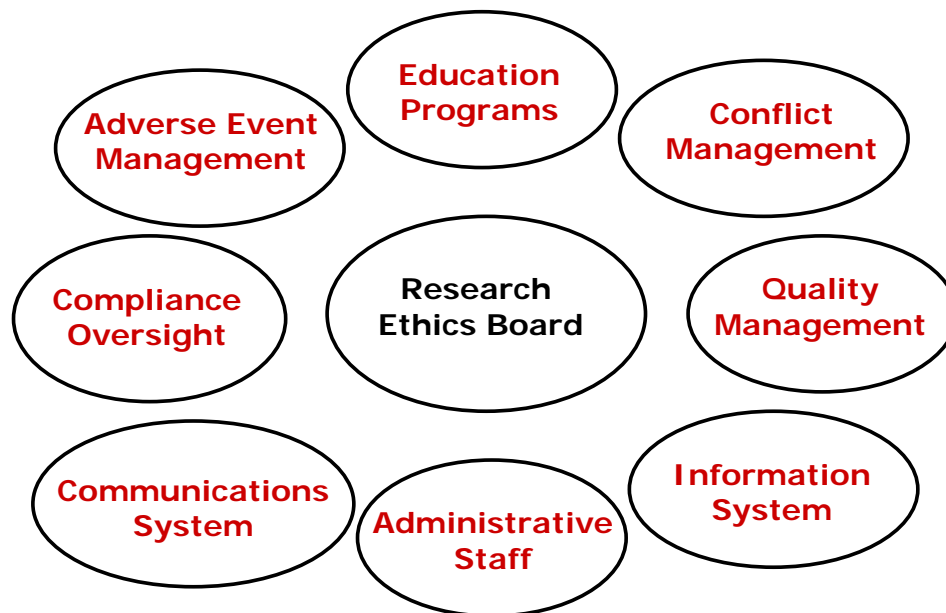 Education
Programs
Adverse Event
Management
Conflict
Management
Compliance
Oversight
Research
Ethics Board
Quality
Management
Communications
System
Administrative
Staff
Information
System